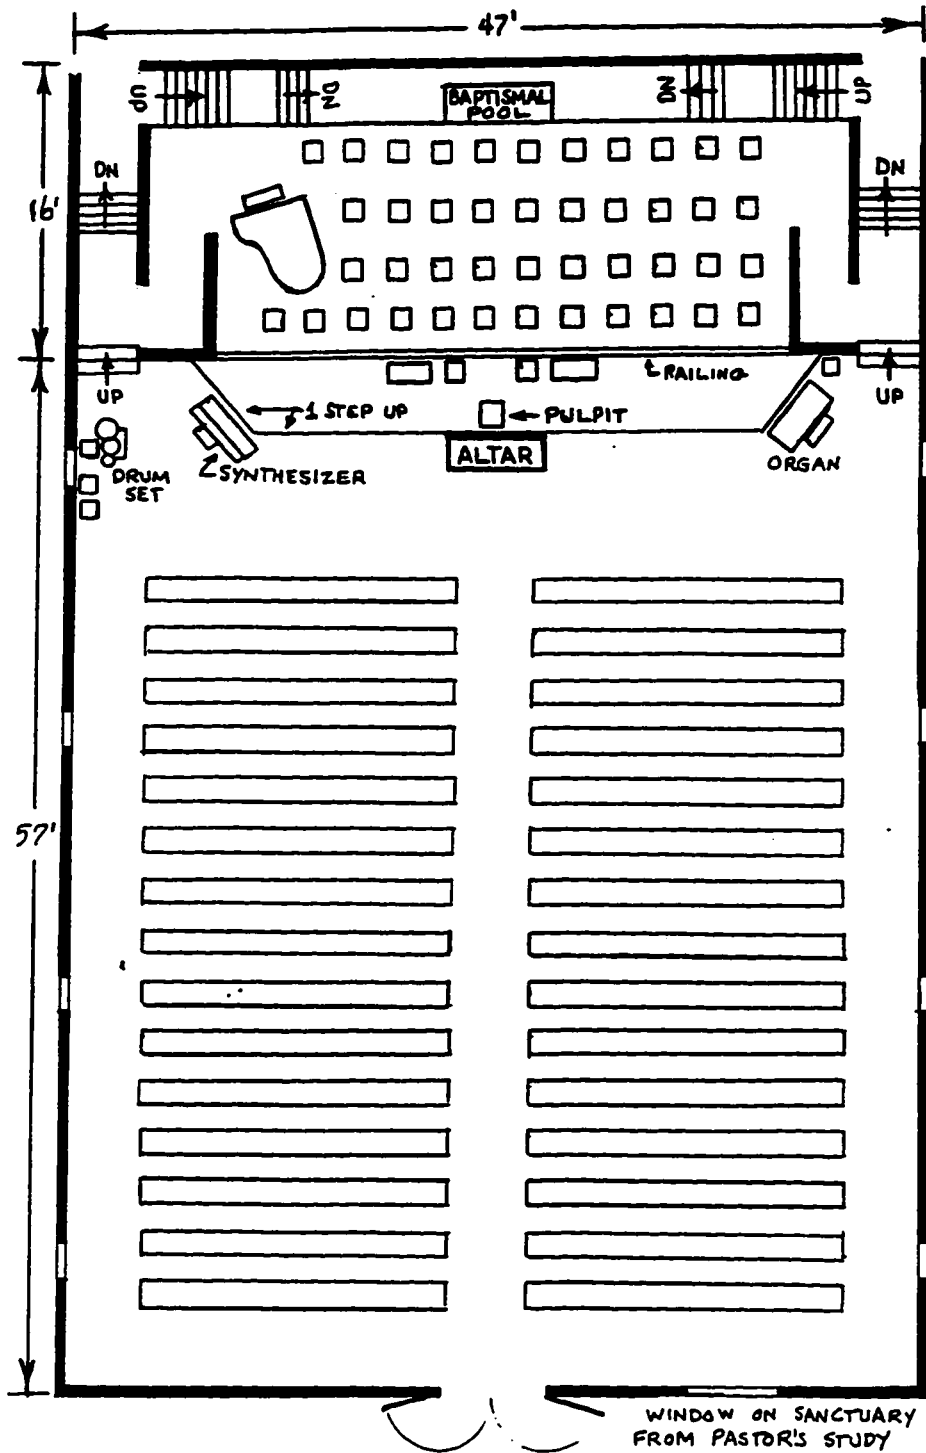 47'
UP
DN
BAPTISMAL
POOL
DN
UP
DN
DN
16'
RAILING
UP
1 STEP UP
PULPIT
UP
ALTAR
DRUM
SET
SYNTHESIZER
ORGAN
57'
WINDOW ON SANCTUARY
FROM PASTOR'S STUDY